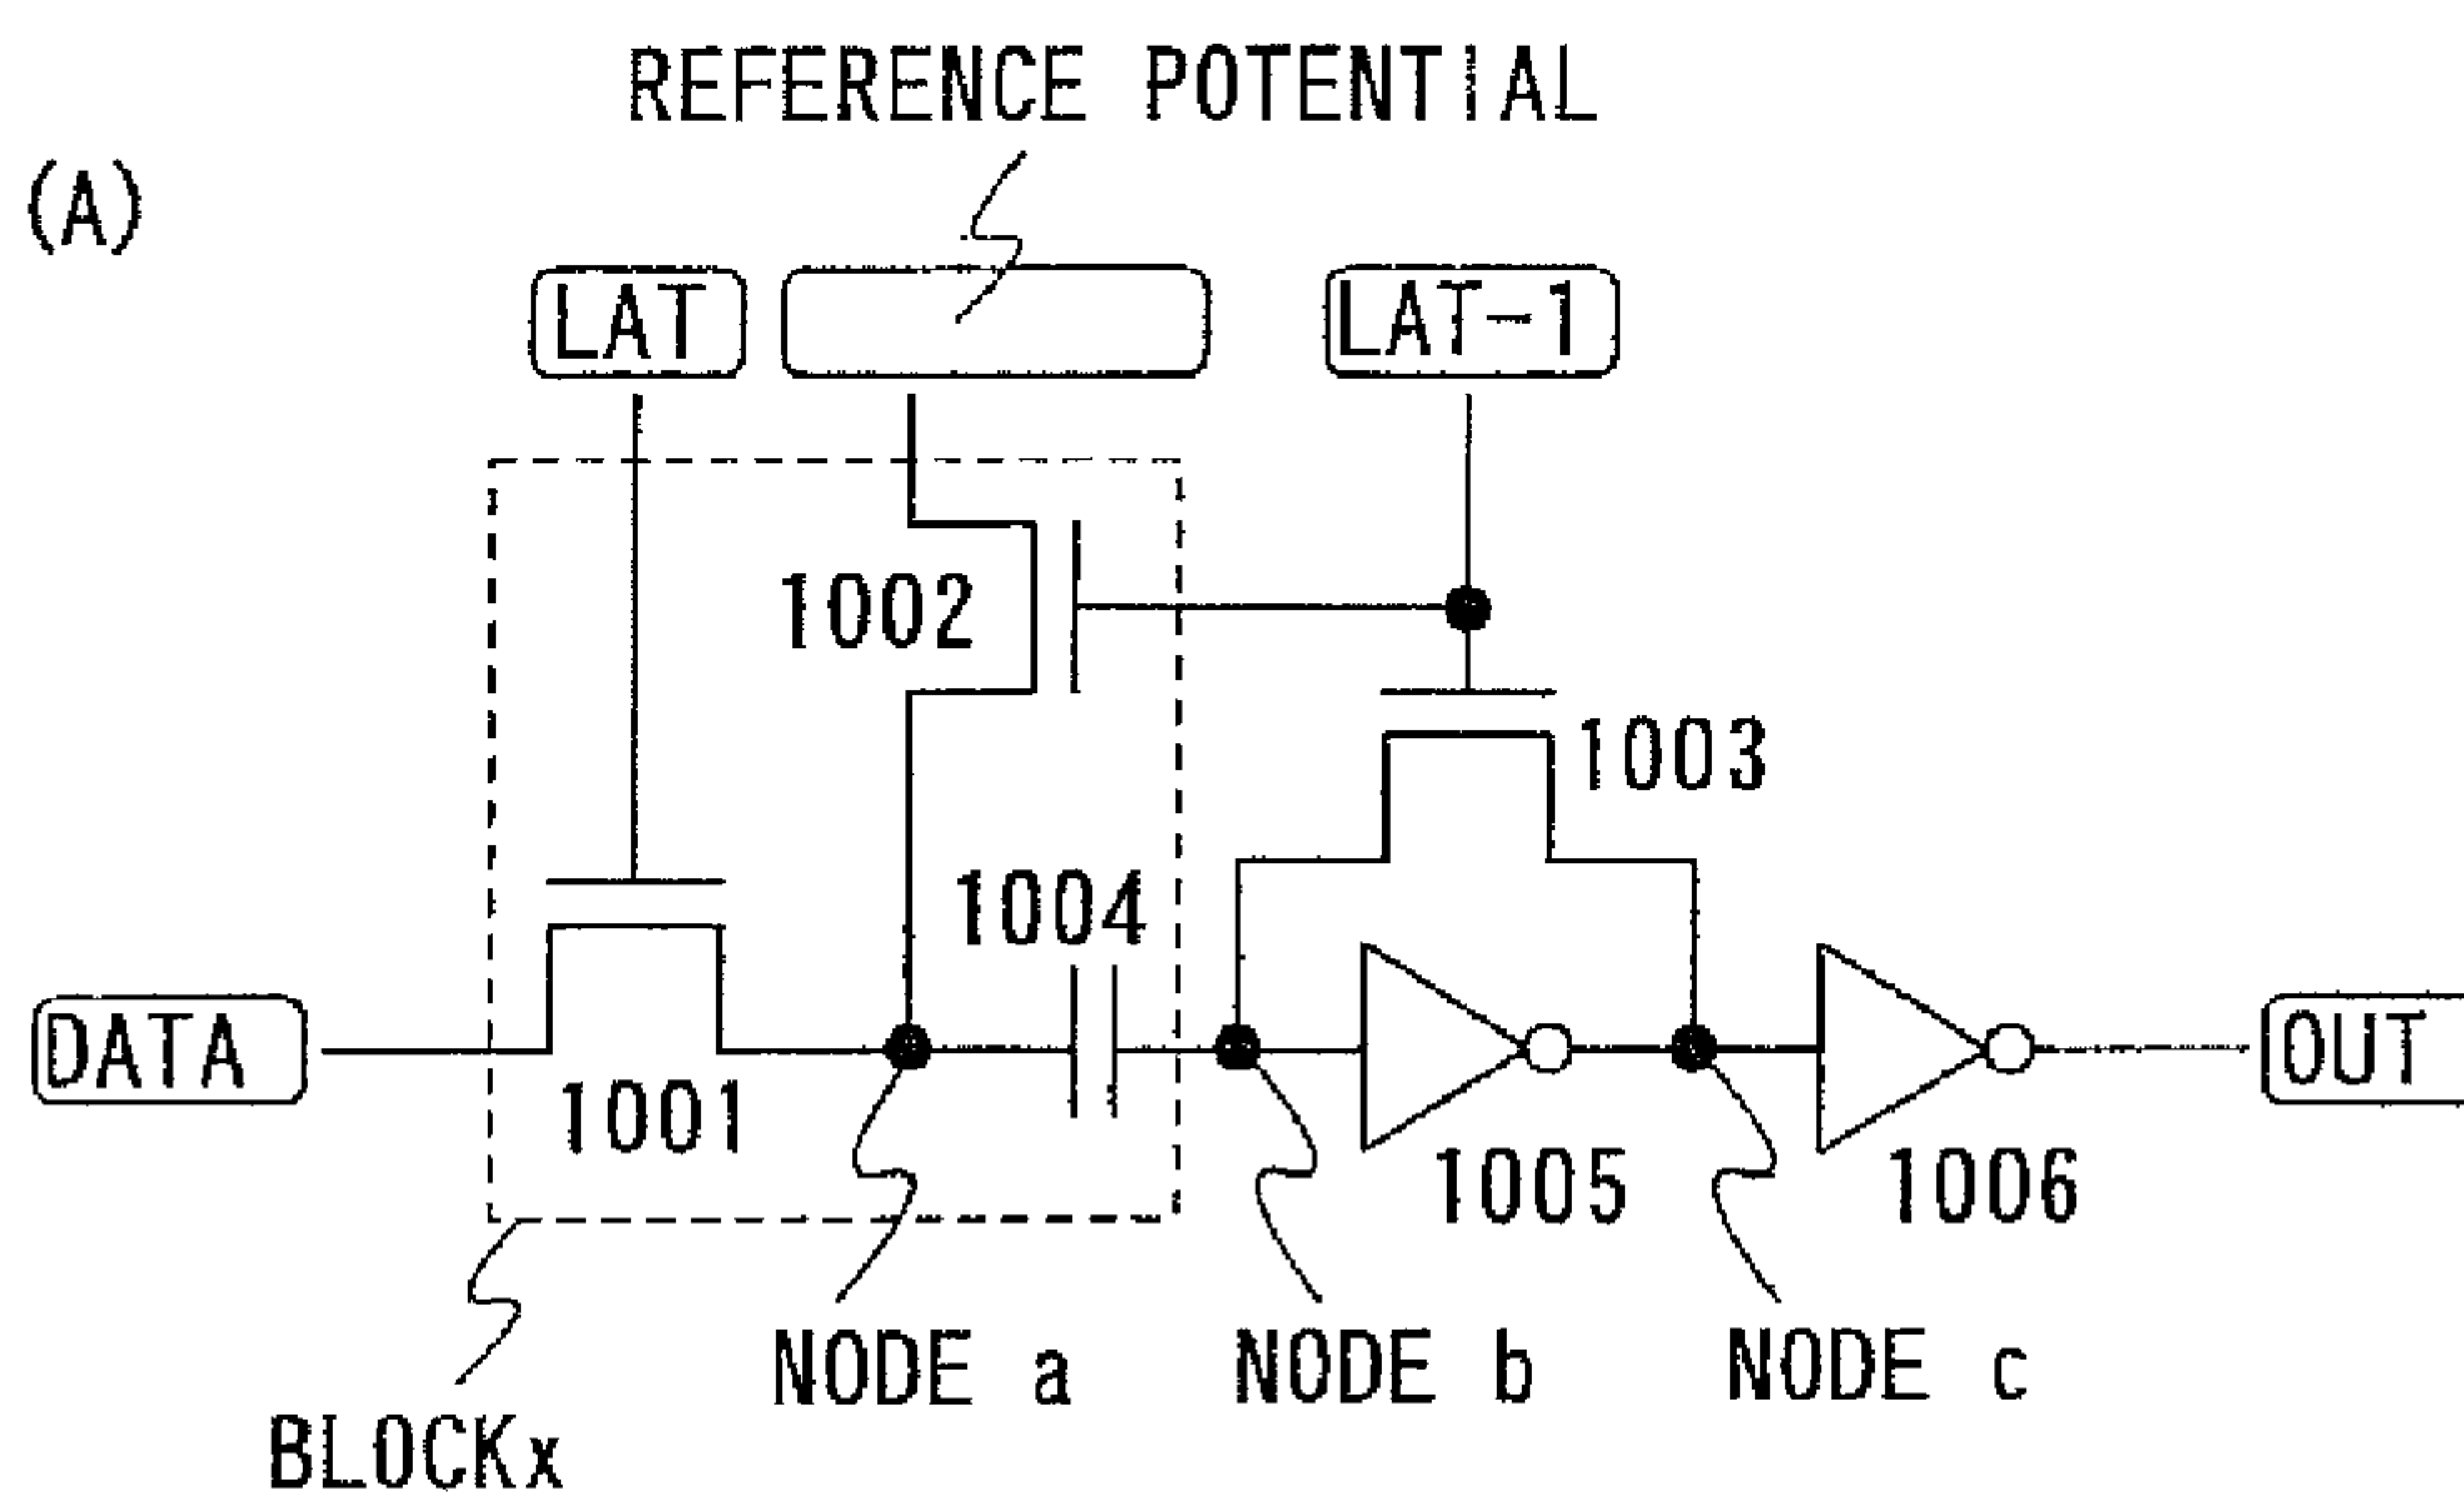 REFERENCE POTENTIAL
(A)
LAT
LAT-1
1002
1003
1004
DATA
OUT
1001
1005
1006
NODE a
NODE b
NODE c
BLOCKx